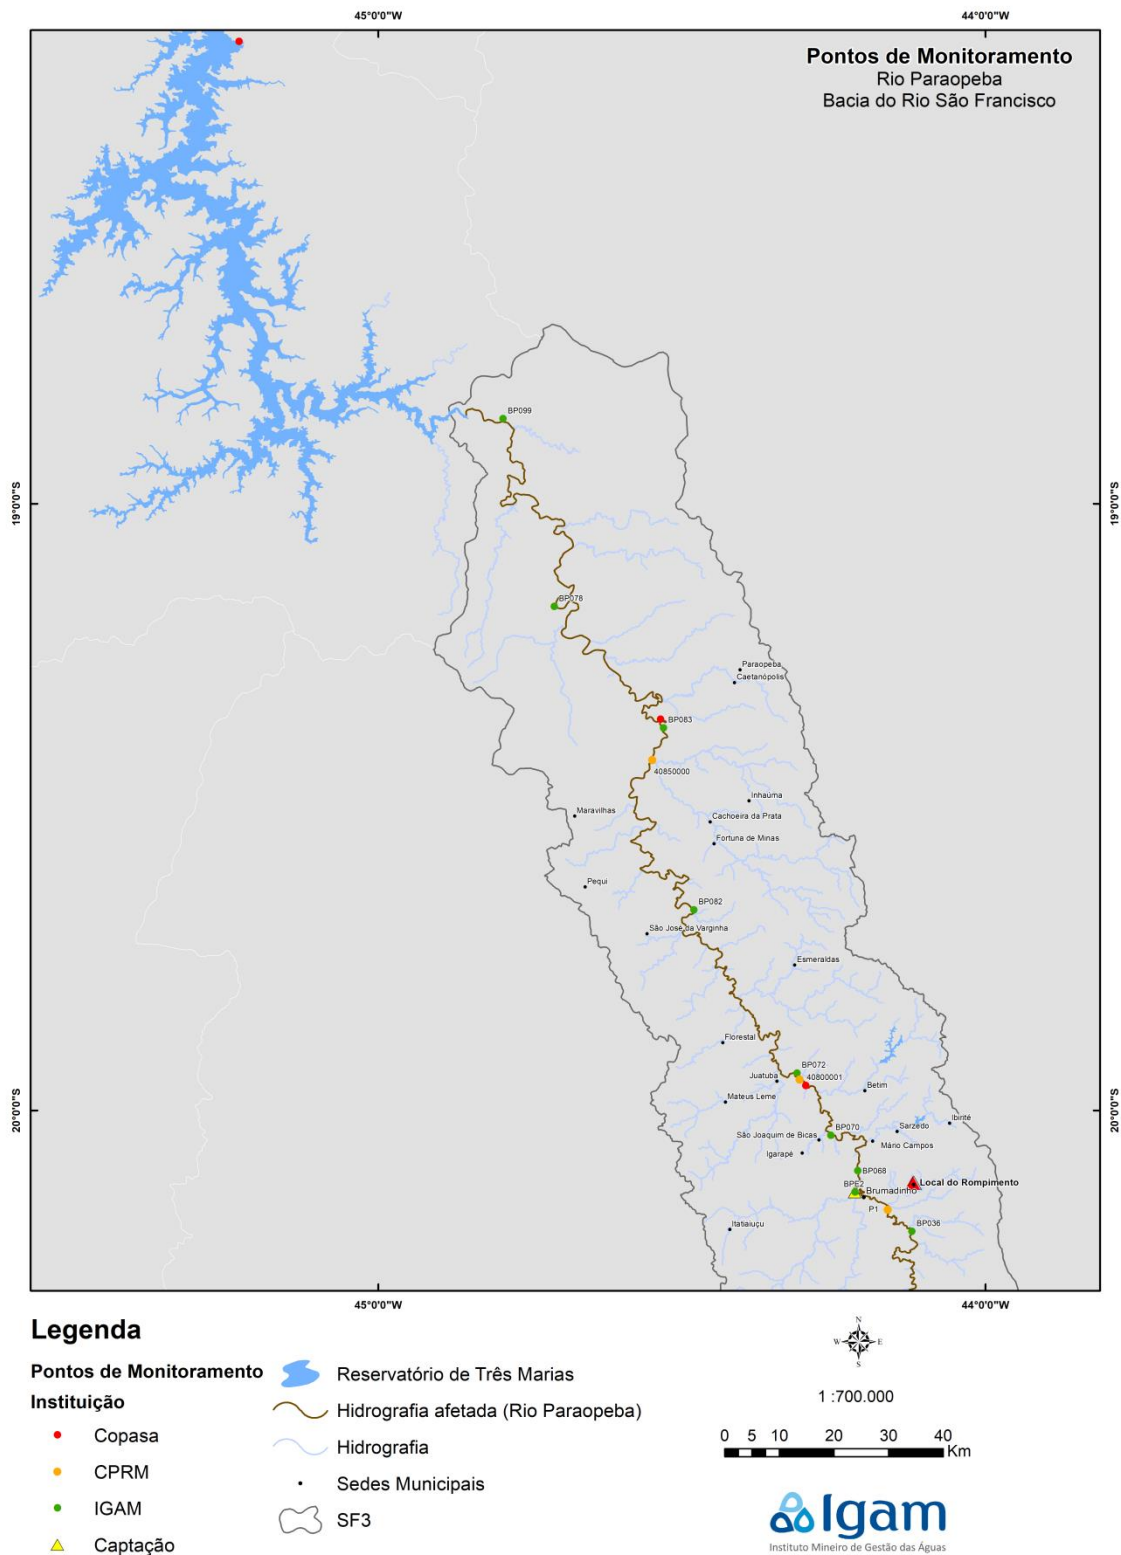 45°0'0"W
44°0'0"W
Pontos de Monitoramento
Rio Paraopeba
Bacia do Rio São Francisco
BP099
19°0'0"S
19°0'0"S
BP078
Paraopeba
Caetanópolis
BP083
40850000
Inhaúma
Maravilhas
Cachoeira da Prata
Fortuna de Minas
Pequi
BP082
São José da Varginha
Esmeraldas
Florestal
BP072
Juatuba
40800001
Betim
Mateus Leme
20°0'0"S
20°0'0"S
Ibirité
Sarzedo
BP070
São Joaquim de Bicas
Mário Campos
Igarapé
BP068
Local do Rompimento
BPE2
Brumadinho
P1
BP036
Itatiaiuçu
45°0'0"W
44°0'0"W
Legenda
Pontos de Monitoramento
Instituição
Copasa
CPRM
IGAM
Captação
Reservatório de Três Marias
Hidrografia afetada (Rio Paraopeba)
Hidrografia
Sedes Municipais
SF3
N
W E
S
1 :700.000
0 5 10 20 30 40
Km
Igam
Instituto Mineiro de Gestão das Águas